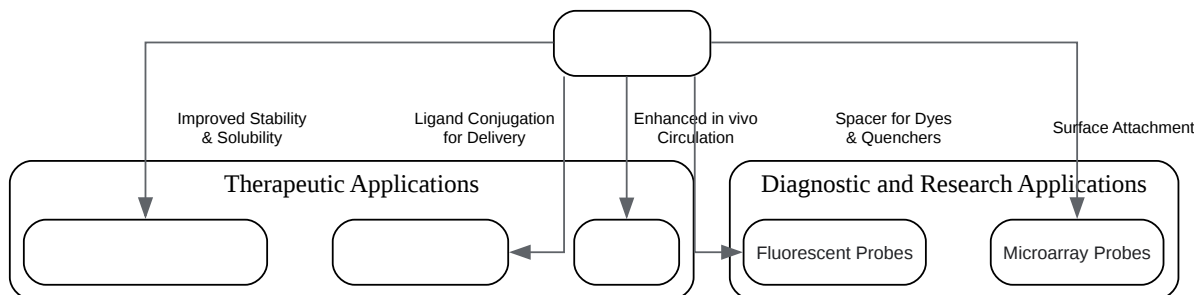 Improved Stability
& Solubility
Ligand Conjugation
for Delivery
Enhanced in vivo
Circulation
Spacer for Dyes
& Quenchers
Surface Attachment
Therapeutic Applications
Diagnostic and Research Applications
Fluorescent Probes
Microarray Probes